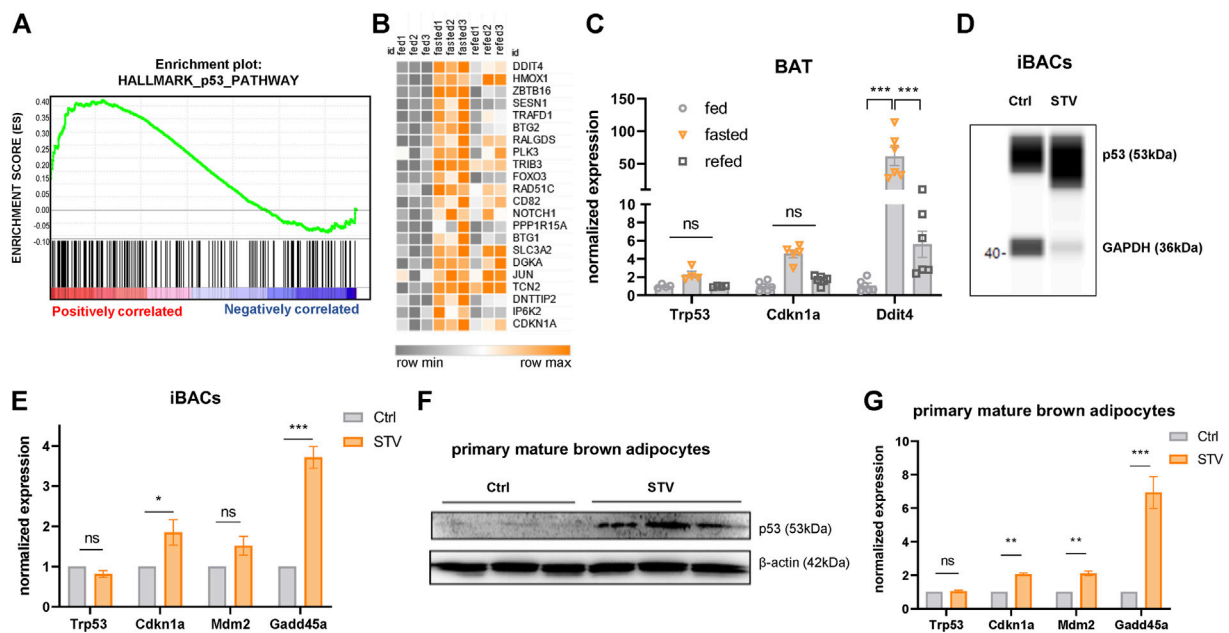 A
Enrichment plot:
HALLMARK_p53_PATHWAY
ENRICHMENT SCORE (ES)
0.40
0.35
0.30
0.25
0.20
0.15
0.10
0.05
0.00
-0.05
-0.10
Positively correlated
Negatively correlated
B
id
fed1
fed2
fed3
fasted1
fasted2
fasted3
refed1
refed2
refed3
id
DDIT4
HMOX1
ZBTB16
SESN1
TRAFD1
BTG2
RALGDS
PLK3
TRIB3
FOXO3
RAD51C
CD82
NOTCH1
PPP1R15A
BTG1
SLC3A2
DGKA
JUN
TCN2
DNTTIP2
IP6K2
CDKN1A
row min
row max
C
BAT
normalized expression
150
100
50
10
8
6
4
2
0
fed
fasted
refed
ns
ns
***
***
Trp53
Cdkn1a
Ddit4
D
iBACs
Ctrl
STV
p53 (53kDa)
GAPDH (36kDa)
40-
E
iBACs
Ctrl
STV
normalized expression
4
3
2
1
0
ns
*
ns
***
Trp53
Cdkn1a
Mdm2
Gadd45a
F
primary mature brown adipocytes
Ctrl
STV
p53 (53kDa)
β-actin (42kDa)
G
primary mature brown adipocytes
Ctrl
STV
normalized expression
10
8
6
4
2
0
ns
**
**
***
Trp53
Cdkn1a
Mdm2
Gadd45a